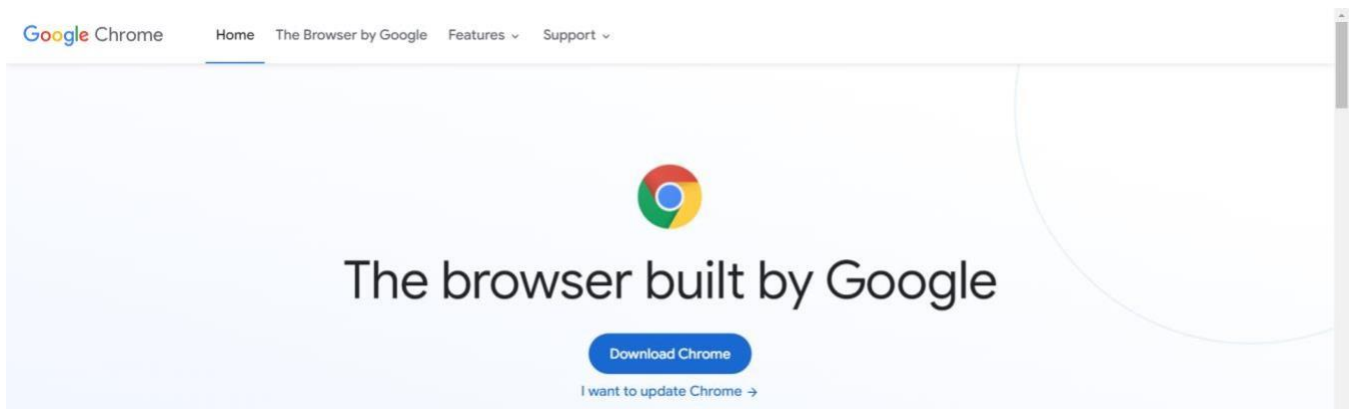 Google Chrome Home The Browser by Google Features Support
The browser built by Google
Download Chrome
I want to update Chrome →